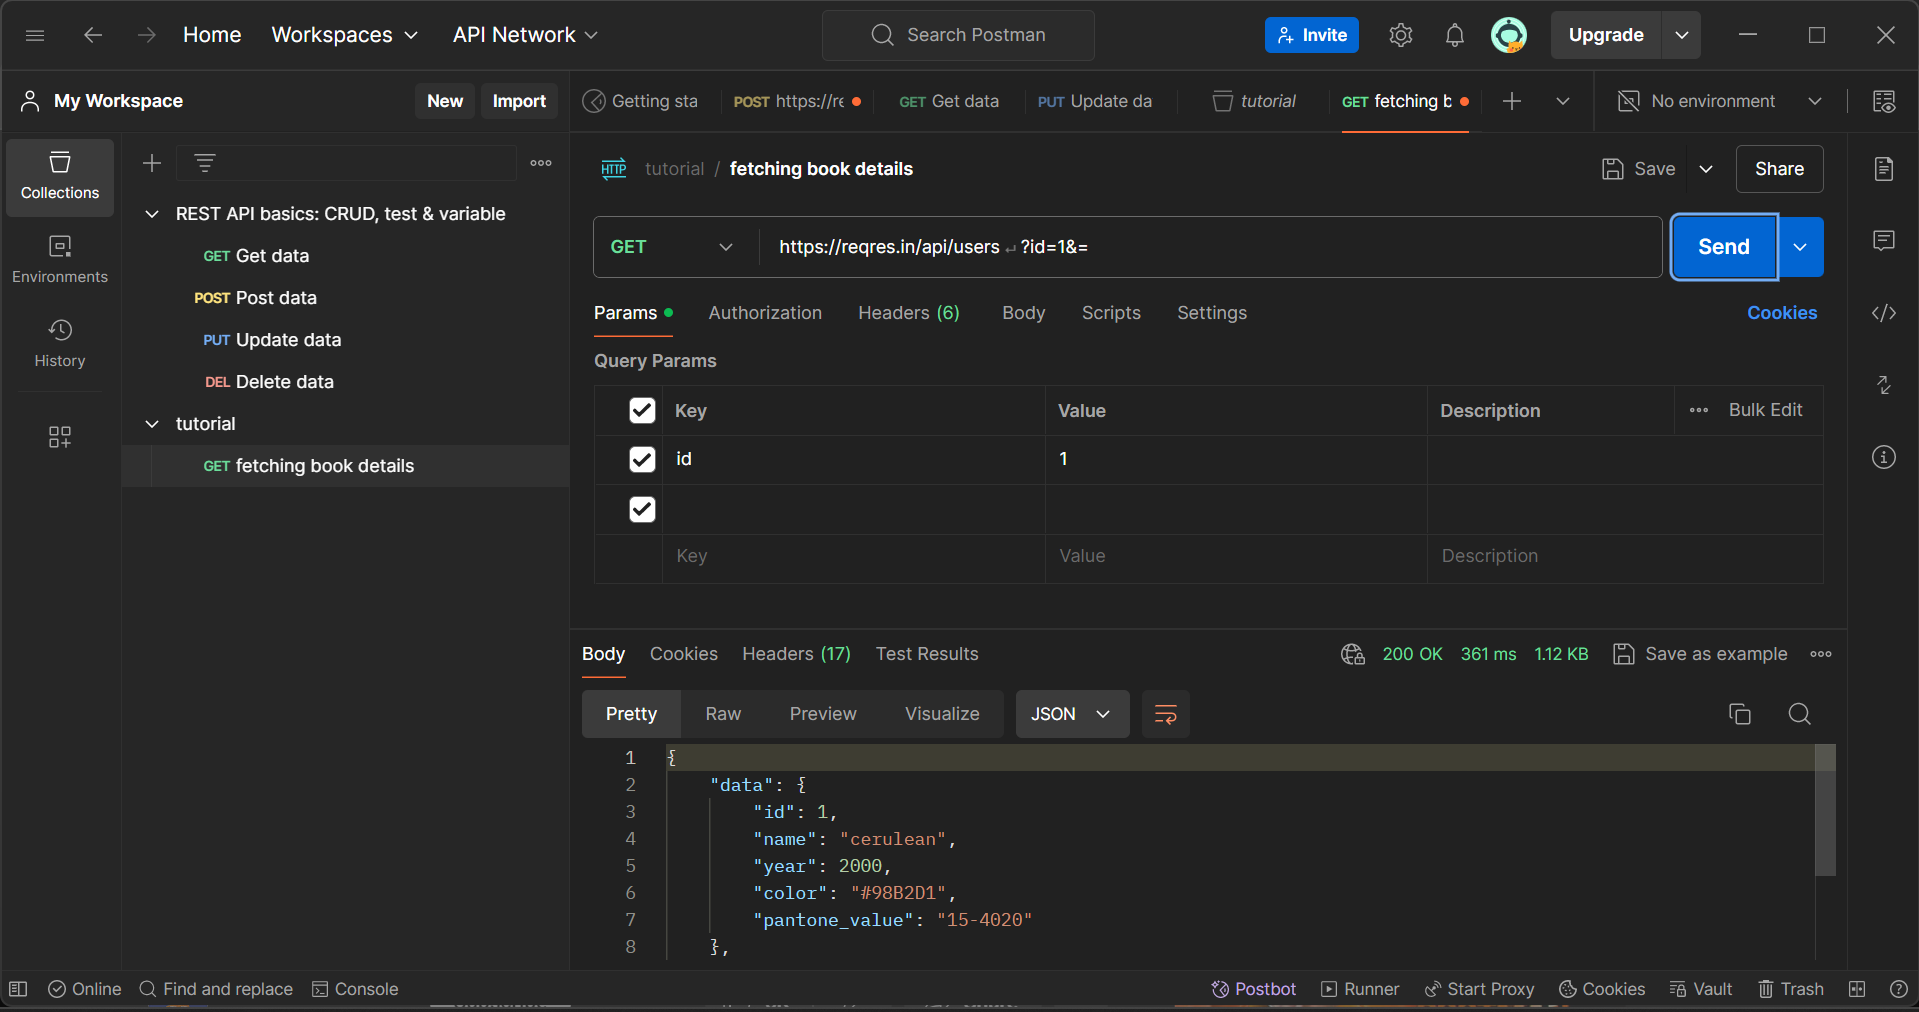 Home Workspaces API Network Search Postman Invite Upgrade
My Workspace New Import
Getting sta POST https://re GET Get data PUT Update da tutorial GET fetching b No environment
Collections
Environments
History
REST API basics: CRUD, test & variable
GET Get data
POST Post data
PUT Update data
DEL Delete data
tutorial
GET fetching book details
HTTP tutorial / fetching book details Save Share
GET https://reqres.in/api/users ↵ ?id=1&= Send
Params Authorization Headers (6) Body Scripts Settings Cookies
Query Params
Key Value Description Bulk Edit
id 1
Key Value Description
Body Cookies Headers (17) Test Results 200 OK 361 ms 1.12 KB Save as example
Pretty Raw Preview Visualize JSON
1 {
2 "data": {
3 "id": 1,
4 "name": "cerulean",
5 "year": 2000,
6 "color": "#98B2D1",
7 "pantone_value": "15-4020"
8 },
Online Find and replace Console Postbot Runner Start Proxy Cookies Vault Trash